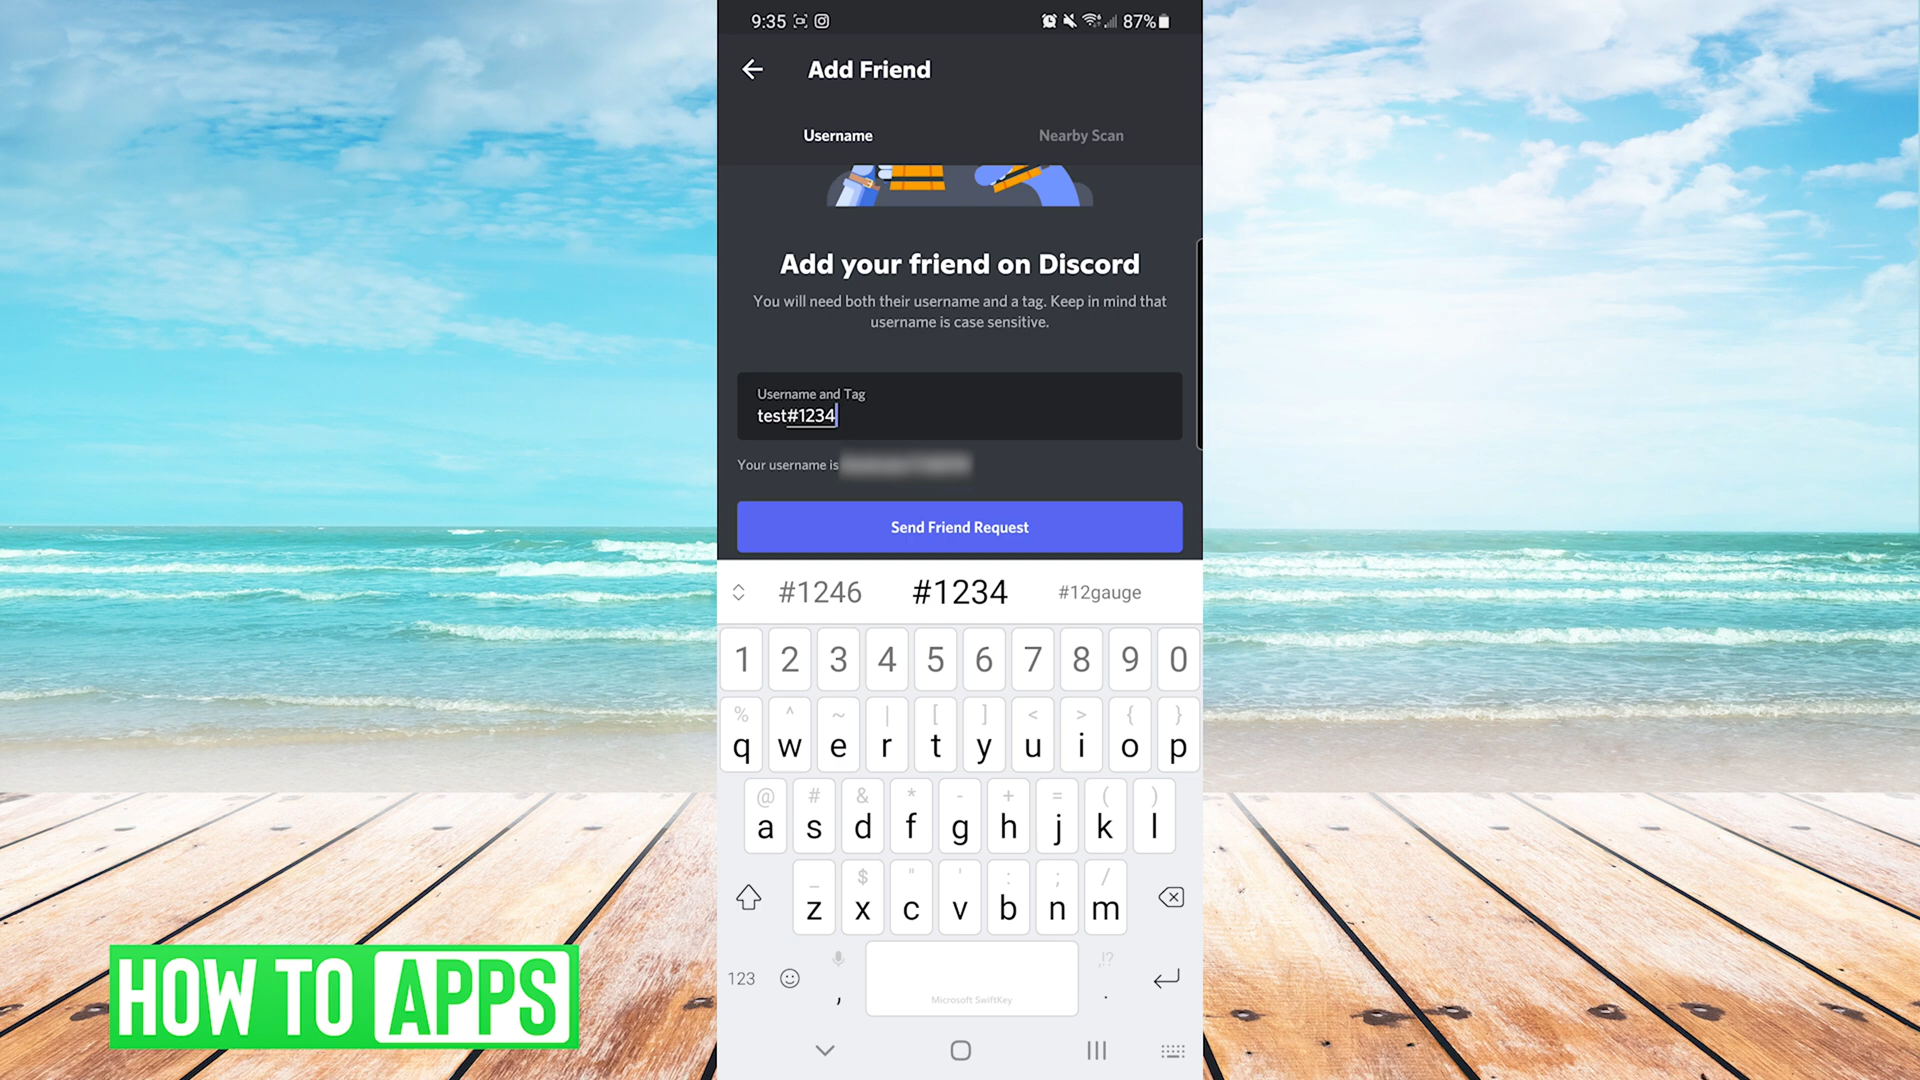 9:35 87%
Add Friend
Username Nearby Scan
Add your friend on Discord
You will need both their username and a tag. Keep in mind that
username is case sensitive.
Username and Tag
test#1234
Your username is
Send Friend Request
#1246 #1234 #12gauge
1 2 3 4 5 6 7 8 9 0
% ^ ~ | [ ] < > { }
q w e r t y u i o p
@ # & * - + = ( )
a s d f g h j k l
_ $ " ' : ; /
z x c v b n m
!?
123 , .
Microsoft SwiftKey
HOW TO APPS